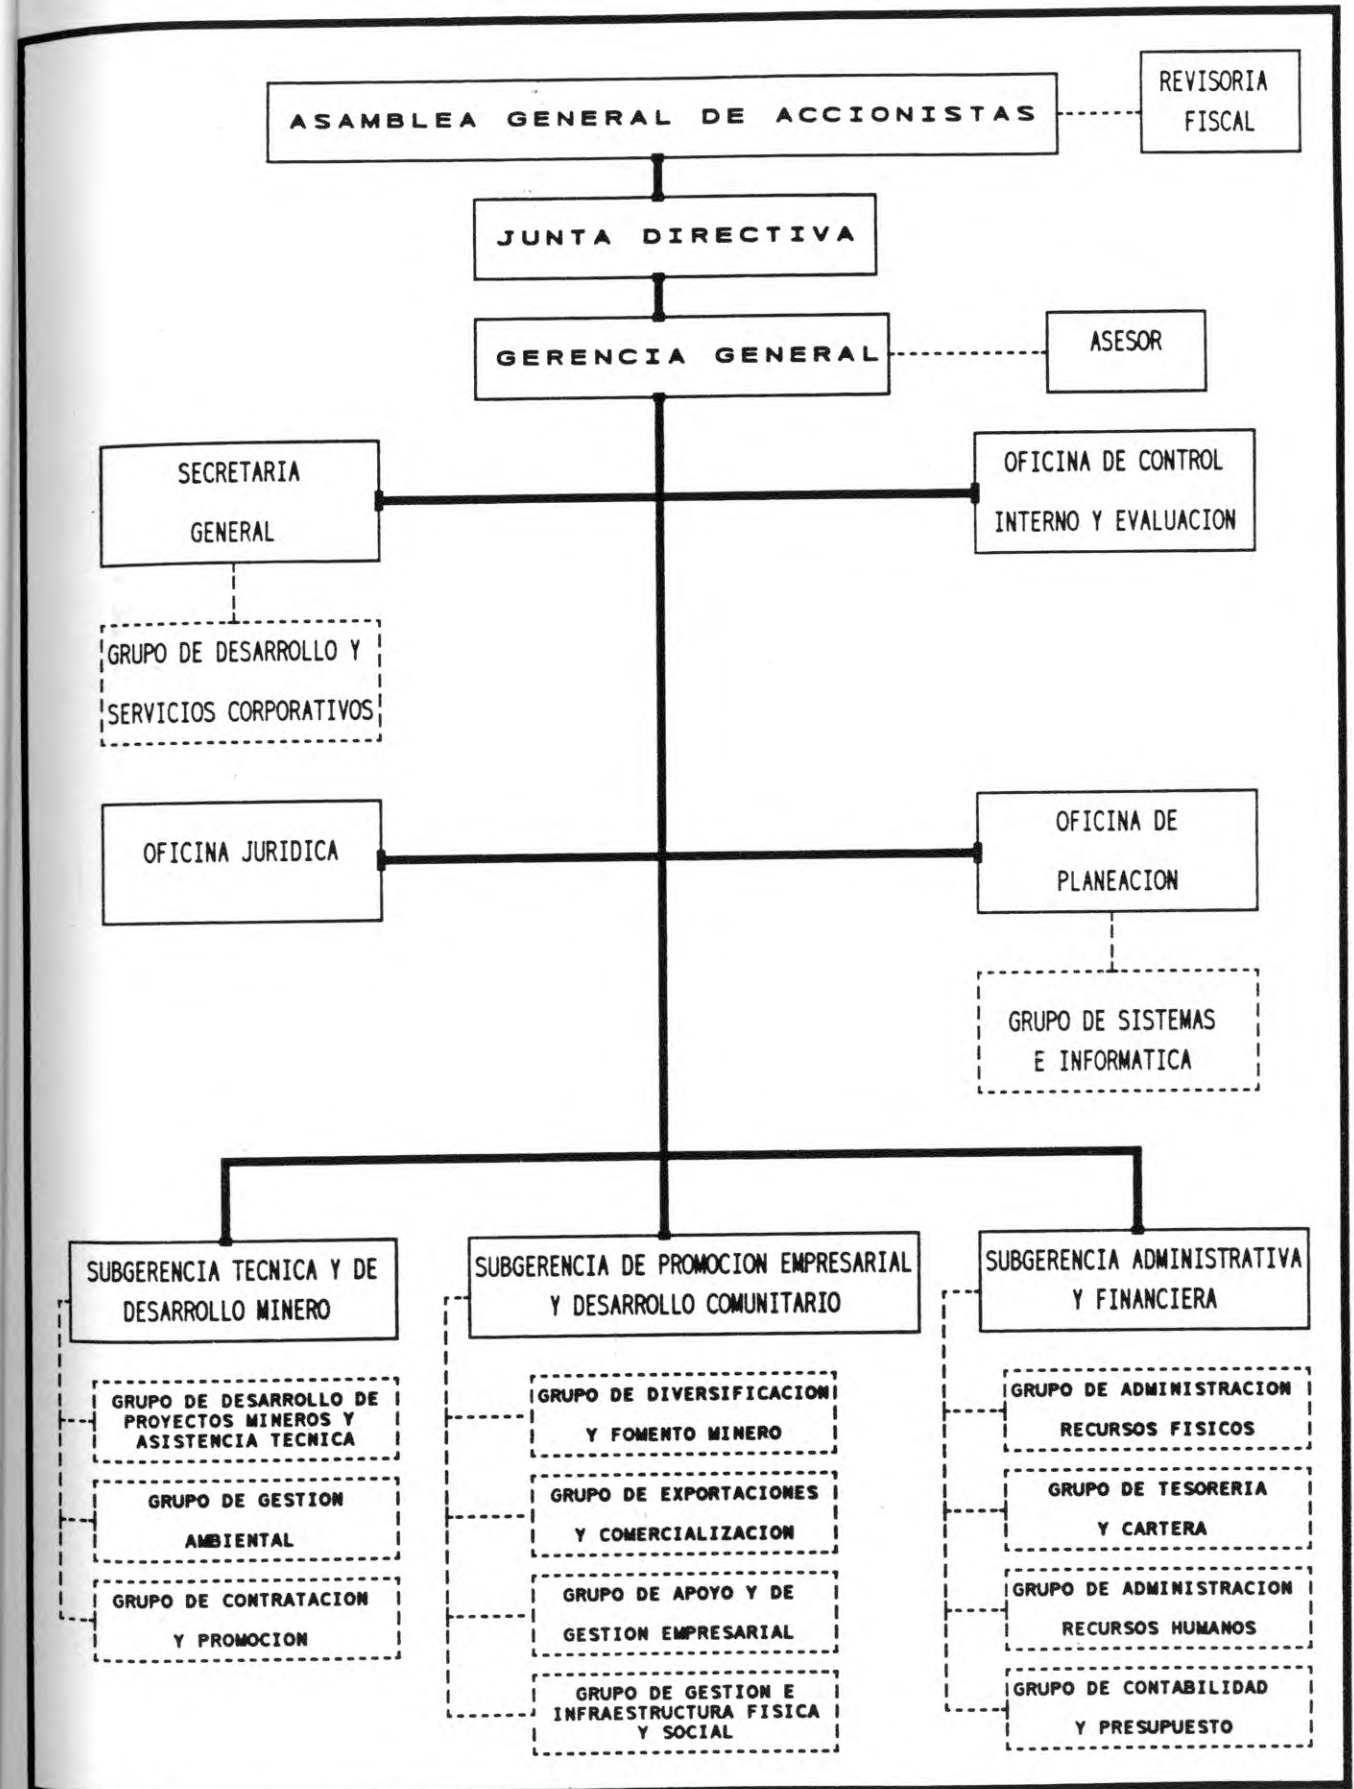 ASAMBLEA GENERAL DE ACCIONISTAS
REVISORIA
FISCAL
JUNTA DIRECTIVA
GERENCIA GENERAL
ASESOR
SECRETARIA
GENERAL
OFICINA DE CONTROL
INTERNO Y EVALUACION
GRUPO DE DESARROLLO Y
SERVICIOS CORPORATIVOS
OFICINA JURIDICA
OFICINA DE
PLANEACION
GRUPO DE SISTEMAS
E INFORMATICA
SUBGERENCIA TECNICA Y DE
DESARROLLO MINERO
GRUPO DE DESARROLLO DE
PROYECTOS MINEROS Y
ASISTENCIA TECNICA
GRUPO DE GESTION
AMBIENTAL
GRUPO DE CONTRATACION
Y PROMOCION
SUBGERENCIA DE PROMOCION EMPRESARIAL
Y DESARROLLO COMUNITARIO
GRUPO DE DIVERSIFICACION
Y FOMENTO MINERO
GRUPO DE EXPORTACIONES
Y COMERCIALIZACION
GRUPO DE APOYO Y DE
GESTION EMPRESARIAL
GRUPO DE GESTION E
INFRAESTRUCTURA FISICA
Y SOCIAL
SUBGERENCIA ADMINISTRATIVA
Y FINANCIERA
GRUPO DE ADMINISTRACION
RECURSOS FISICOS
GRUPO DE TESORERIA
Y CARTERA
GRUPO DE ADMINISTRACION
RECURSOS HUMANOS
GRUPO DE CONTABILIDAD
Y PRESUPUESTO